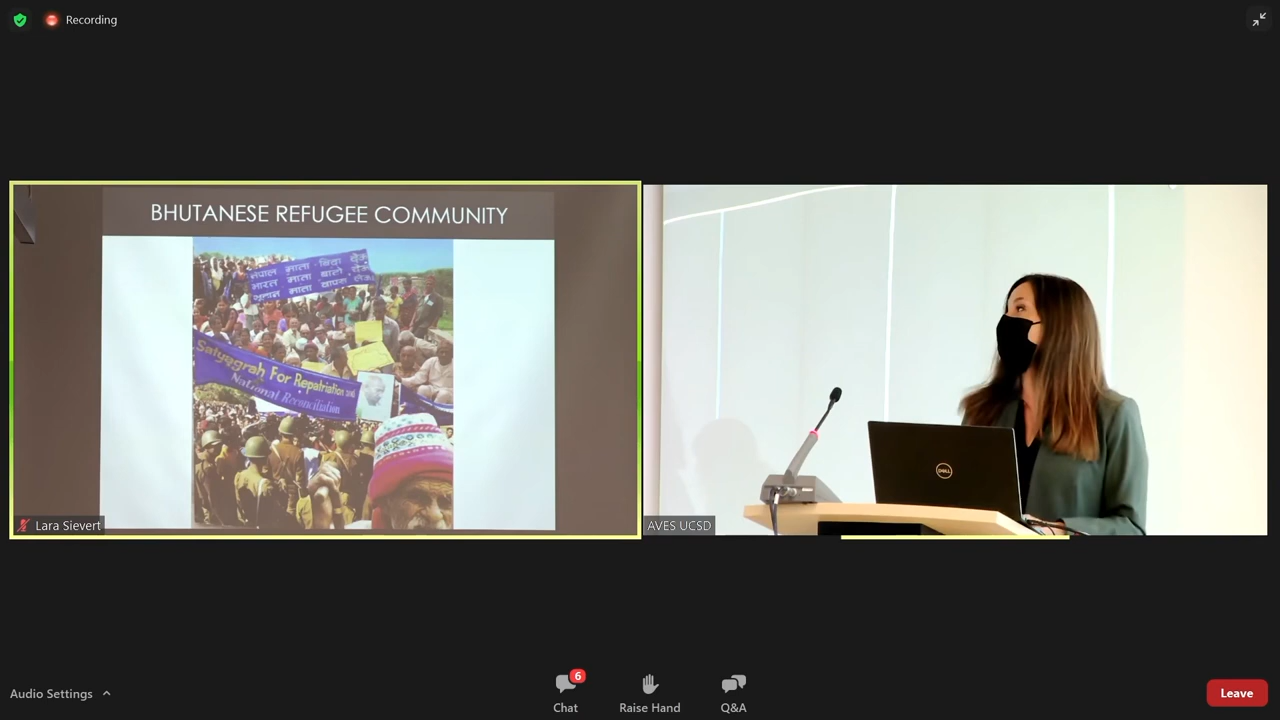 Recording
BHUTANESE REFUGEE COMMUNITY
नेपाल माता बिदा देऊ
भारत माता बाटो देऊ
Satyagrah For Repatriation
National Reconciliation
Lara Sievert
AVES UCSD
DELL
Audio Settings
6
Chat
Raise Hand
Q&A
Leave